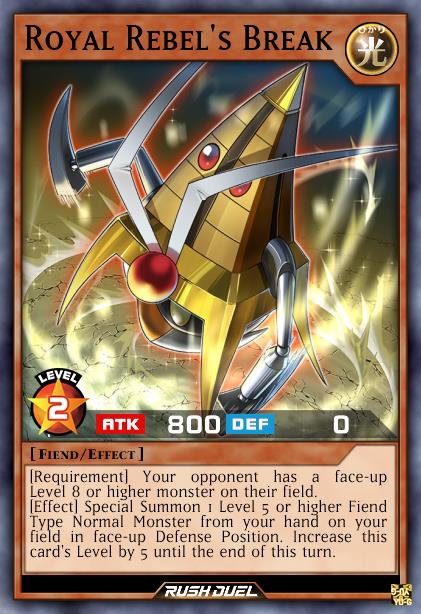 Royal Rebel's Break
ひかり
光
LEVEL
2
ATK 800 DEF 0
[Fiend/Effect]
[Requirement] Your opponent has a face-up
Level 8 or higher monster on their field.
[Effect] Special Summon 1 Level 5 or higher Fiend
Type Normal Monster from your hand on your
field in face-up Defense Position. Increase this
card's Level by 5 until the end of this turn.
RUSH DUEL